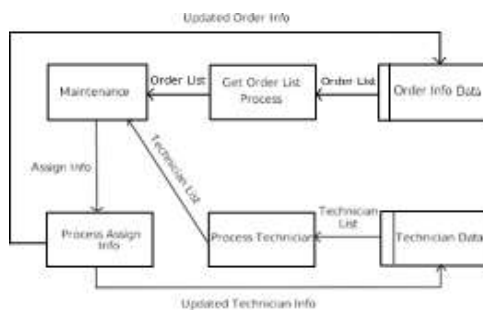 Updated Order Info
Maintenance
Order List
Get Order List
Process
Order List
Order Info Data
Assign Info
Technician List
Process Assign
Info
Process Technician
Technician
List
Technician Data
Updated Technician Info